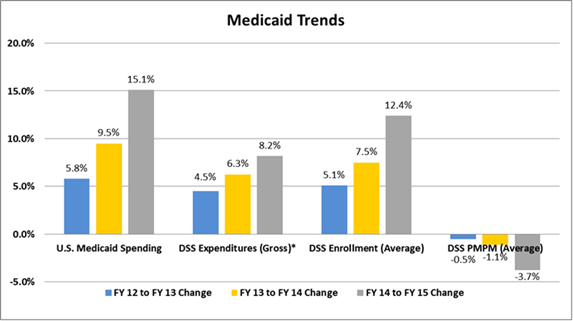 Medicaid Trends
20.0%
15.0%
10.0%
5.0%
0.0%
-5.0%
5.8%
9.5%
15.1%
4.5%
6.3%
8.2%
5.1%
7.5%
12.4%
-0.5%
-1.1%
-3.7%
U.S. Medicaid Spending
DSS Expenditures (Gross)*
DSS Enrollment (Average)
DSS PMPM (Average)
FY 12 to FY 13 Change
FY 13 to FY 14 Change
FY 14 to FY 15 Change